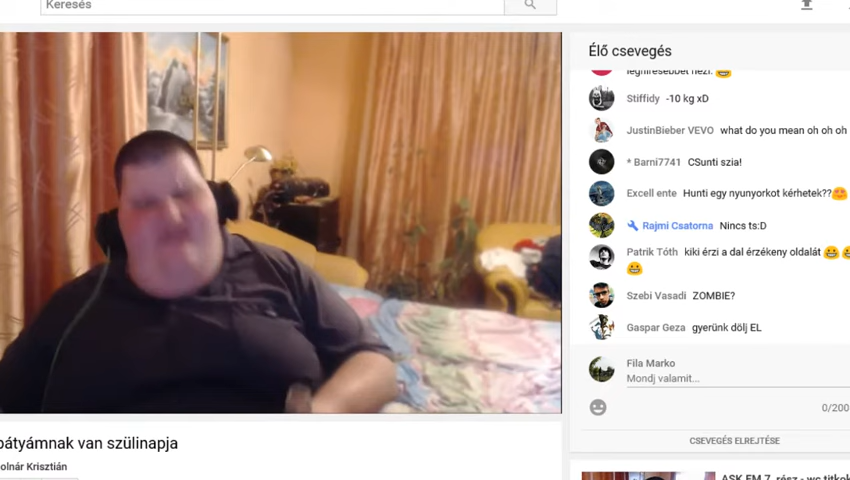 Keresés
Élő csevegés
leghíresebbet nézi.
Stiffidy -10 kg xD
JustinBieber VEVO what do you mean oh oh oh
* Barni7741 CSunti szia!
Excell ente Hunti egy nyunyorkot kérhetek??
Rajmi Csatorna Nincs ts:D
Patrik Tóth kiki érzi a dal érzékeny oldalát
Szebi Vasadi ZOMBIE?
Gaspar Geza gyerünk dőlj EL
Fila Marko
Mondj valamit...
0/200
CSEVEGÉS ELREJTÉSE
bátyámnak van szülinapja
olnár Krisztián
ASK FM 7. rész - wc titkok